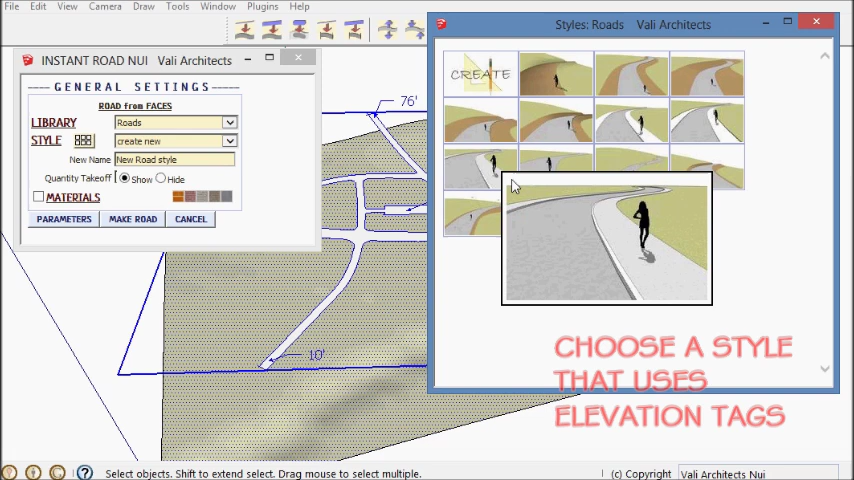 File Edit View Camera Draw Tools Window Plugins Help
INSTANT ROAD NUI Vali Architects
GENERAL SETTINGS
ROAD from FACES
LIBRARY Roads
STYLE create new
New Name New Road style
Quantity Takeoff Show Hide
MATERIALS
PARAMETERS MAKE ROAD CANCEL
76'
10'
Styles: Roads Vali Architects
CREATE
CHOOSE A STYLE
THAT USES
ELEVATION TAGS
Select objects. Shift to extend select. Drag mouse to select multiple.
(c) Copyright Vali Architects Nui